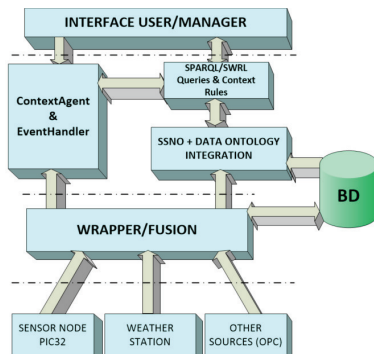 INTERFACE USER/MANAGER
ContextAgent
&
EventHandler
SPARQL/SWRL
Queries & Context
Rules
SSNO + DATA ONTOLOGY
INTEGRATION
BD
WRAPPER/FUSION
SENSOR NODE
PIC32
WEATHER
STATION
OTHER
SOURCES (OPC)